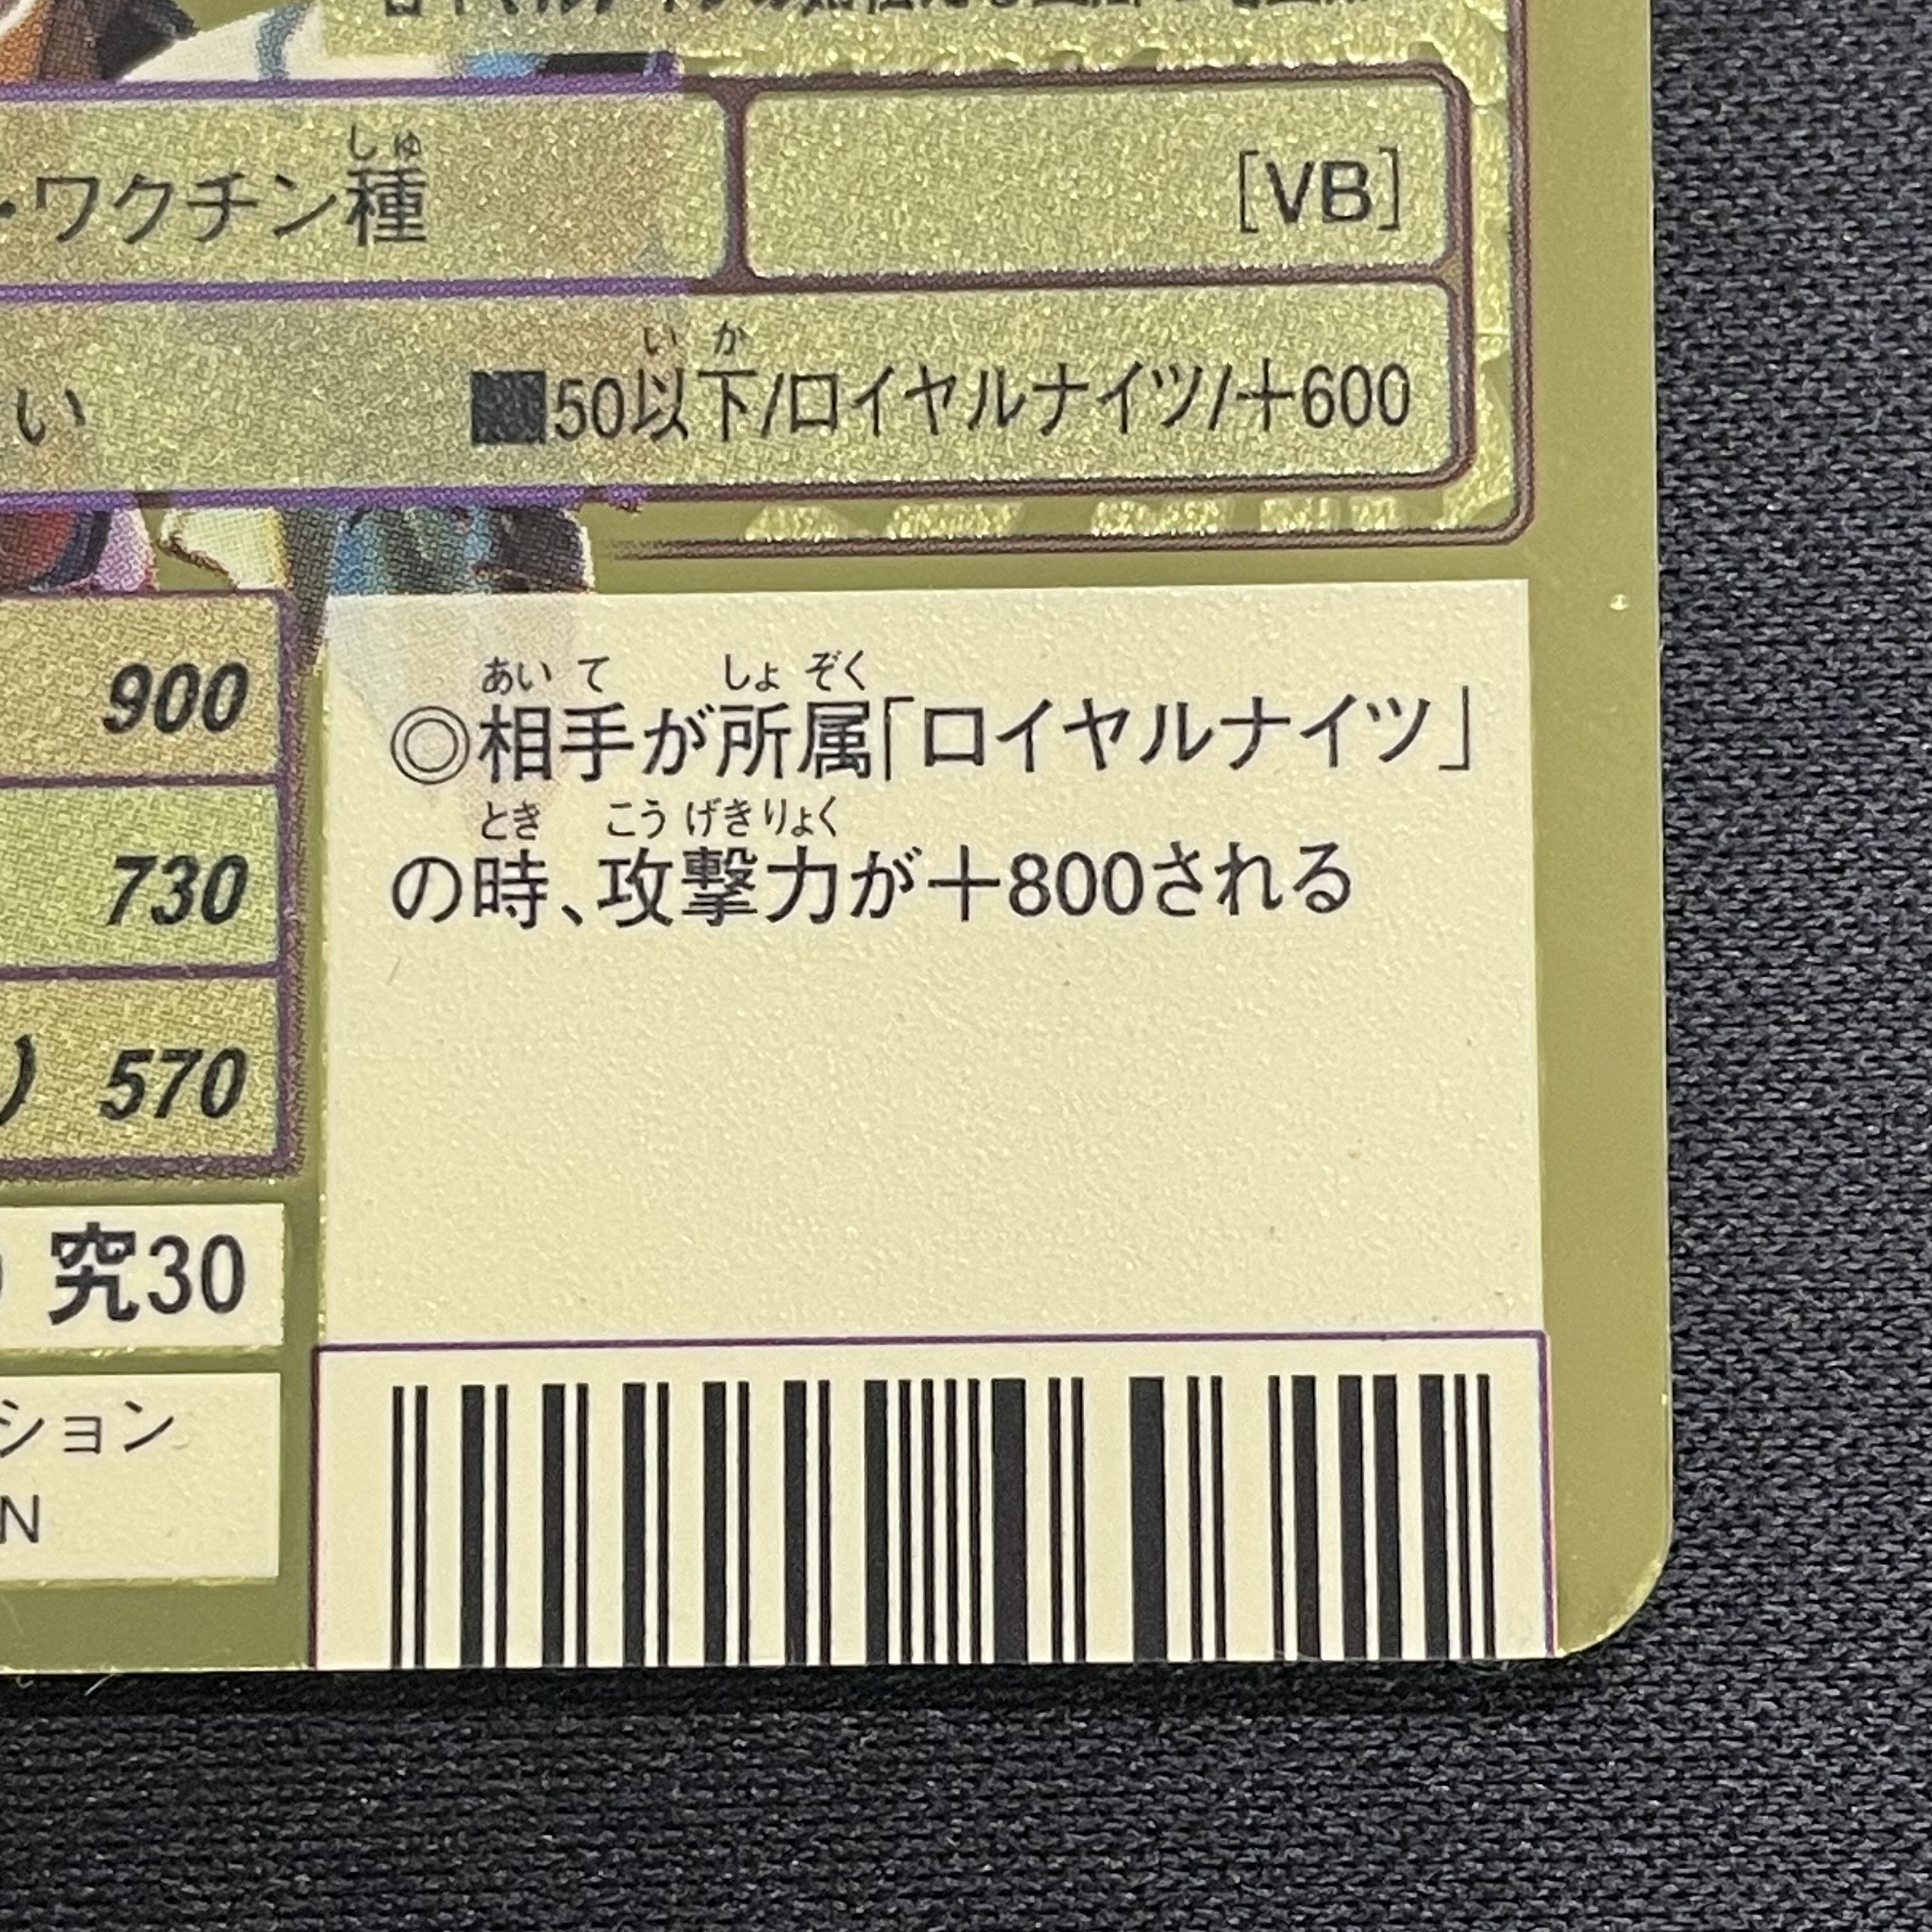 ・ワクチン種
しゅ
[VB]
い
■50以下/ロイヤルナイツ/+600
いか
900
730
570
◎相手が所属「ロイヤルナイツ」
あいて しょぞく
の時、攻撃力が+800される
とき こうげきりょく
究30
ション
N